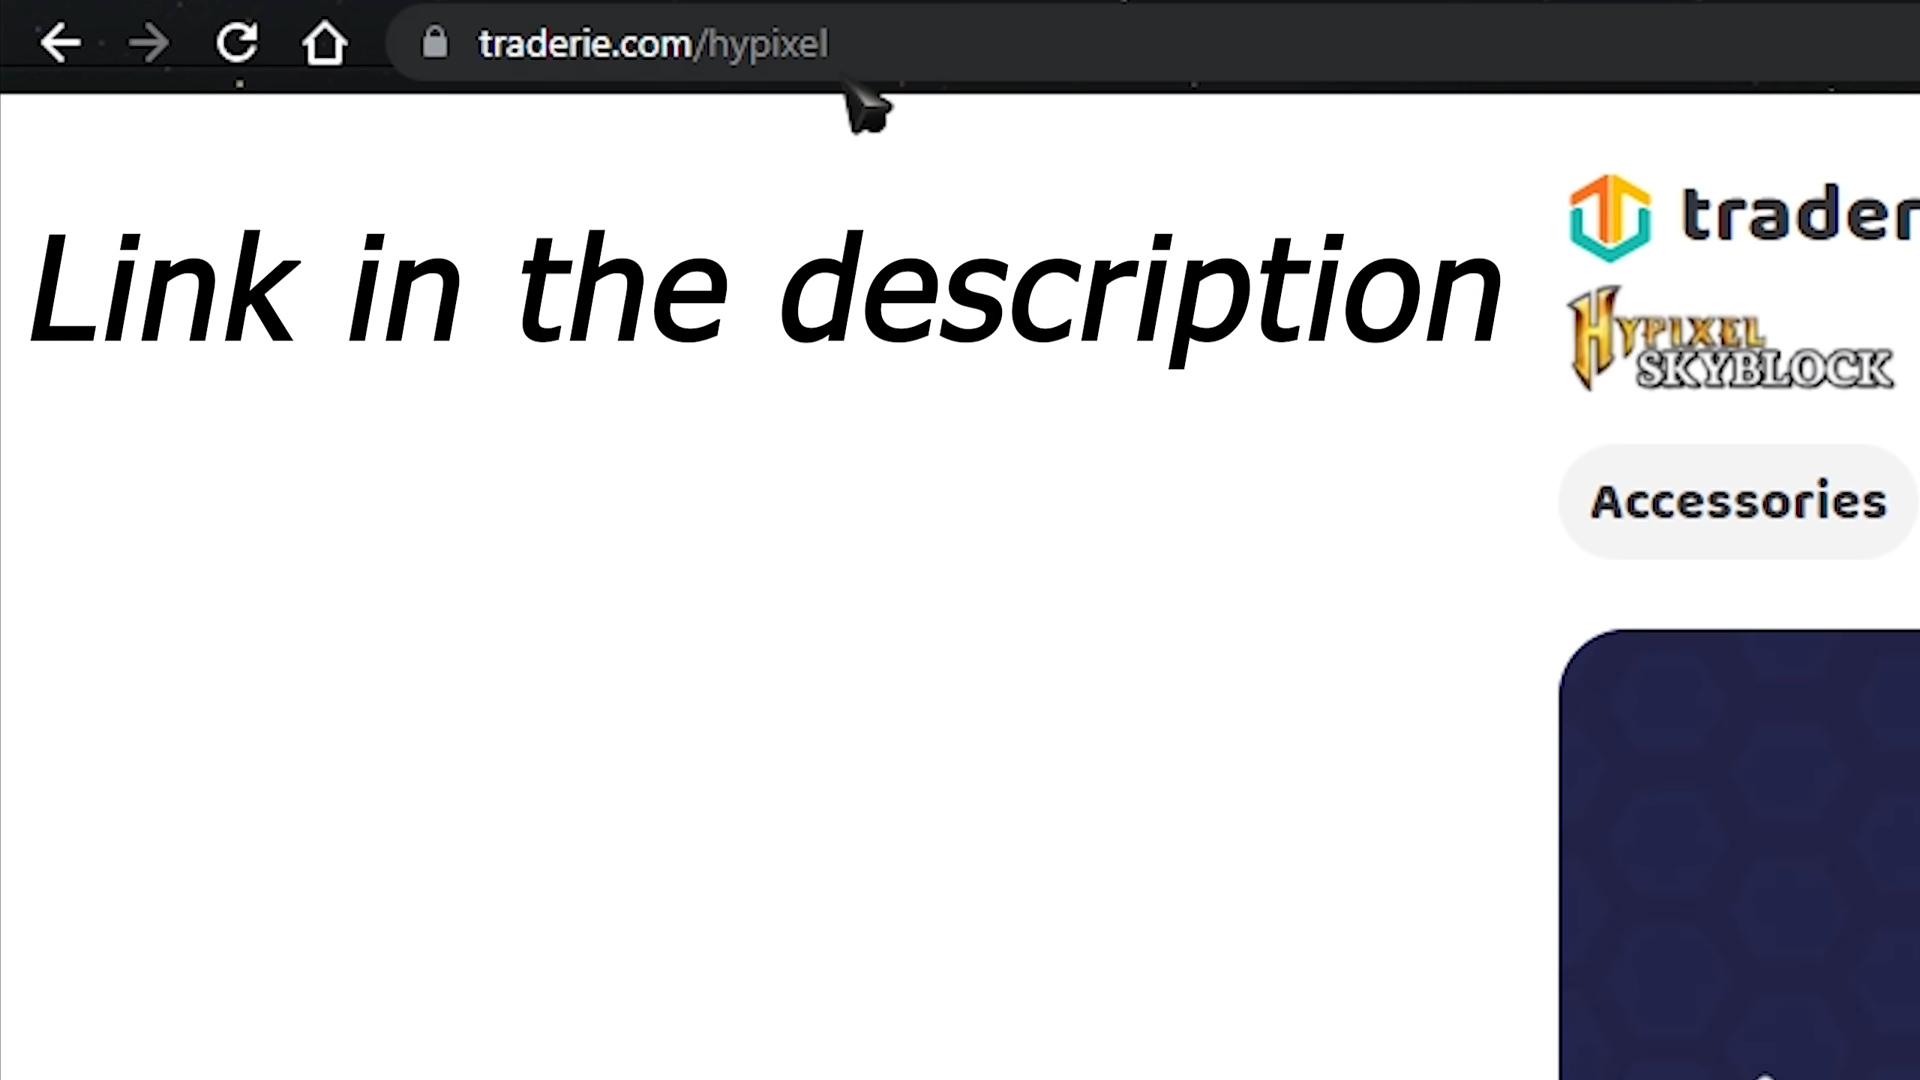 traderie.com/hypixel
Link in the description
trader
HYPIXEL
SKYBLOCK
Accessories